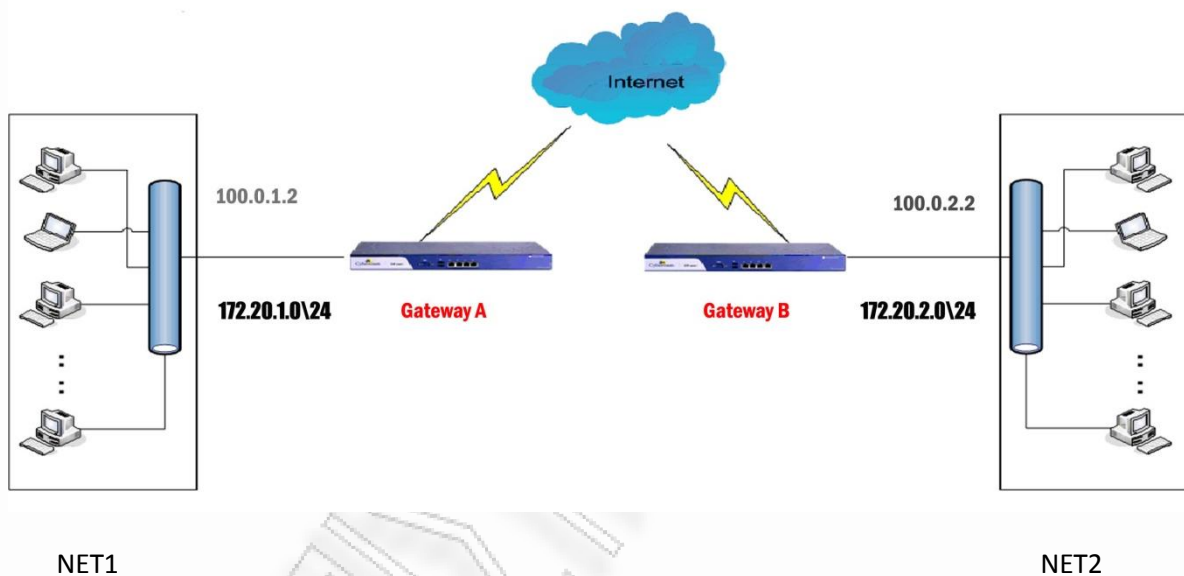 Internet
100.0.1.2
100.0.2.2
172.20.1.0\24
Gateway A
Gateway B
172.20.2.0\24
NET1
NET2